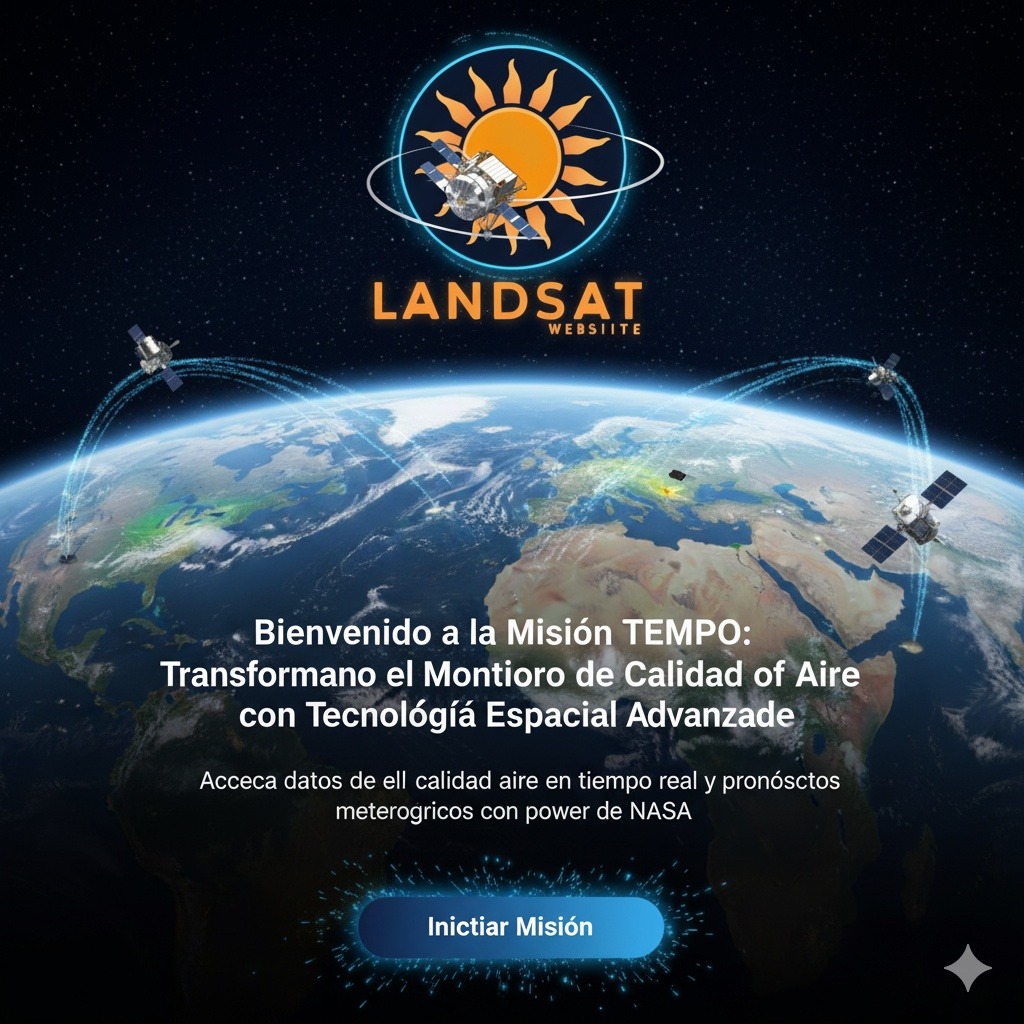 LANDSAT
WEBSIITE
Bienvenido a la Misión TEMPO:
Transformano el Montioro de Calidad of Aire
con Tecnológíá Espacial Advanzade
Acceca datos de ell calidad aire en tiempo real y pronósctos
meterogricos con power de NASA
Inictiar Misión